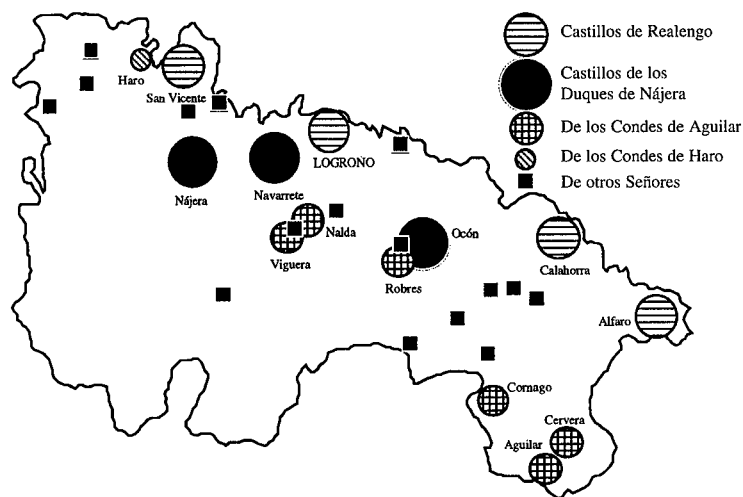 Haro
San Vicente
LOGRONO
Nájera
Navarrete
Nalda
Viguera
Ocón
Robres
Calahorra
Alfaro
Cornago
Cervera
Aguilar
Castillos de Realengo
Castillos de los
Duques de Nájera
De los Condes de Aguilar
De los Condes de Haro
De otros Señores